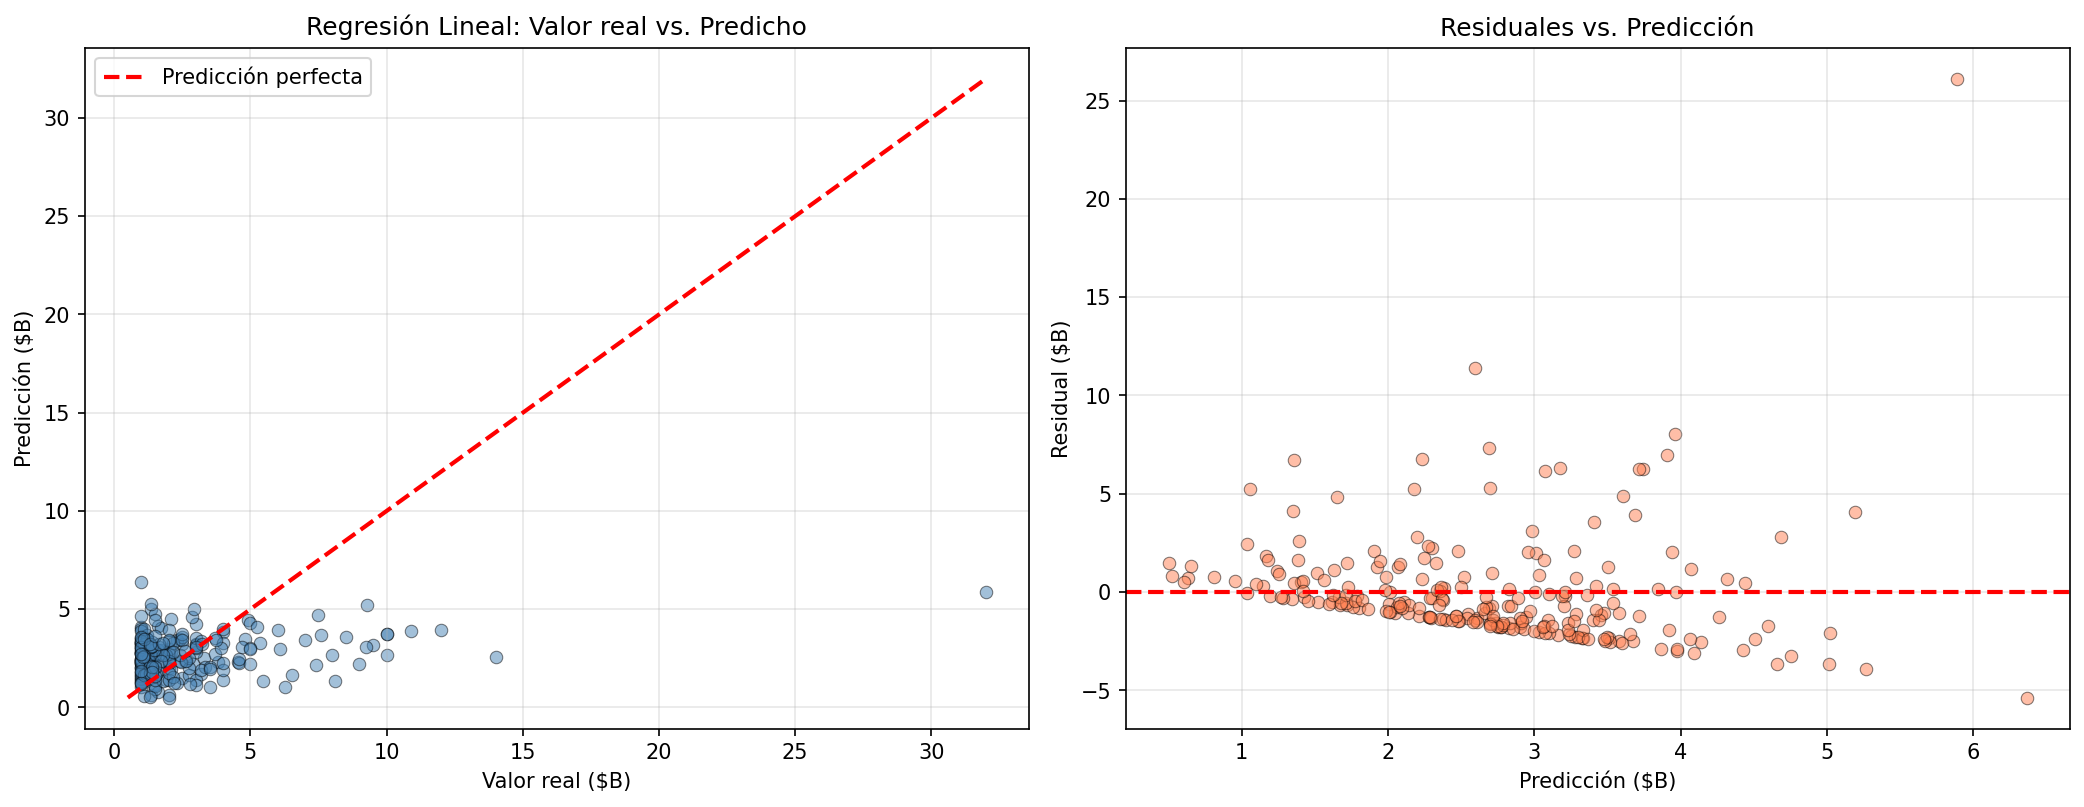 Regresión Lineal: Valor real vs. Predicho
Predicción perfecta
Predicción ($B)
30
25
20
15
10
5
0
0 5 10 15 20 25 30
Valor real ($B)
Residuales vs. Predicción
Residual ($B)
25
20
15
10
5
0
−5
1 2 3 4 5 6
Predicción ($B)